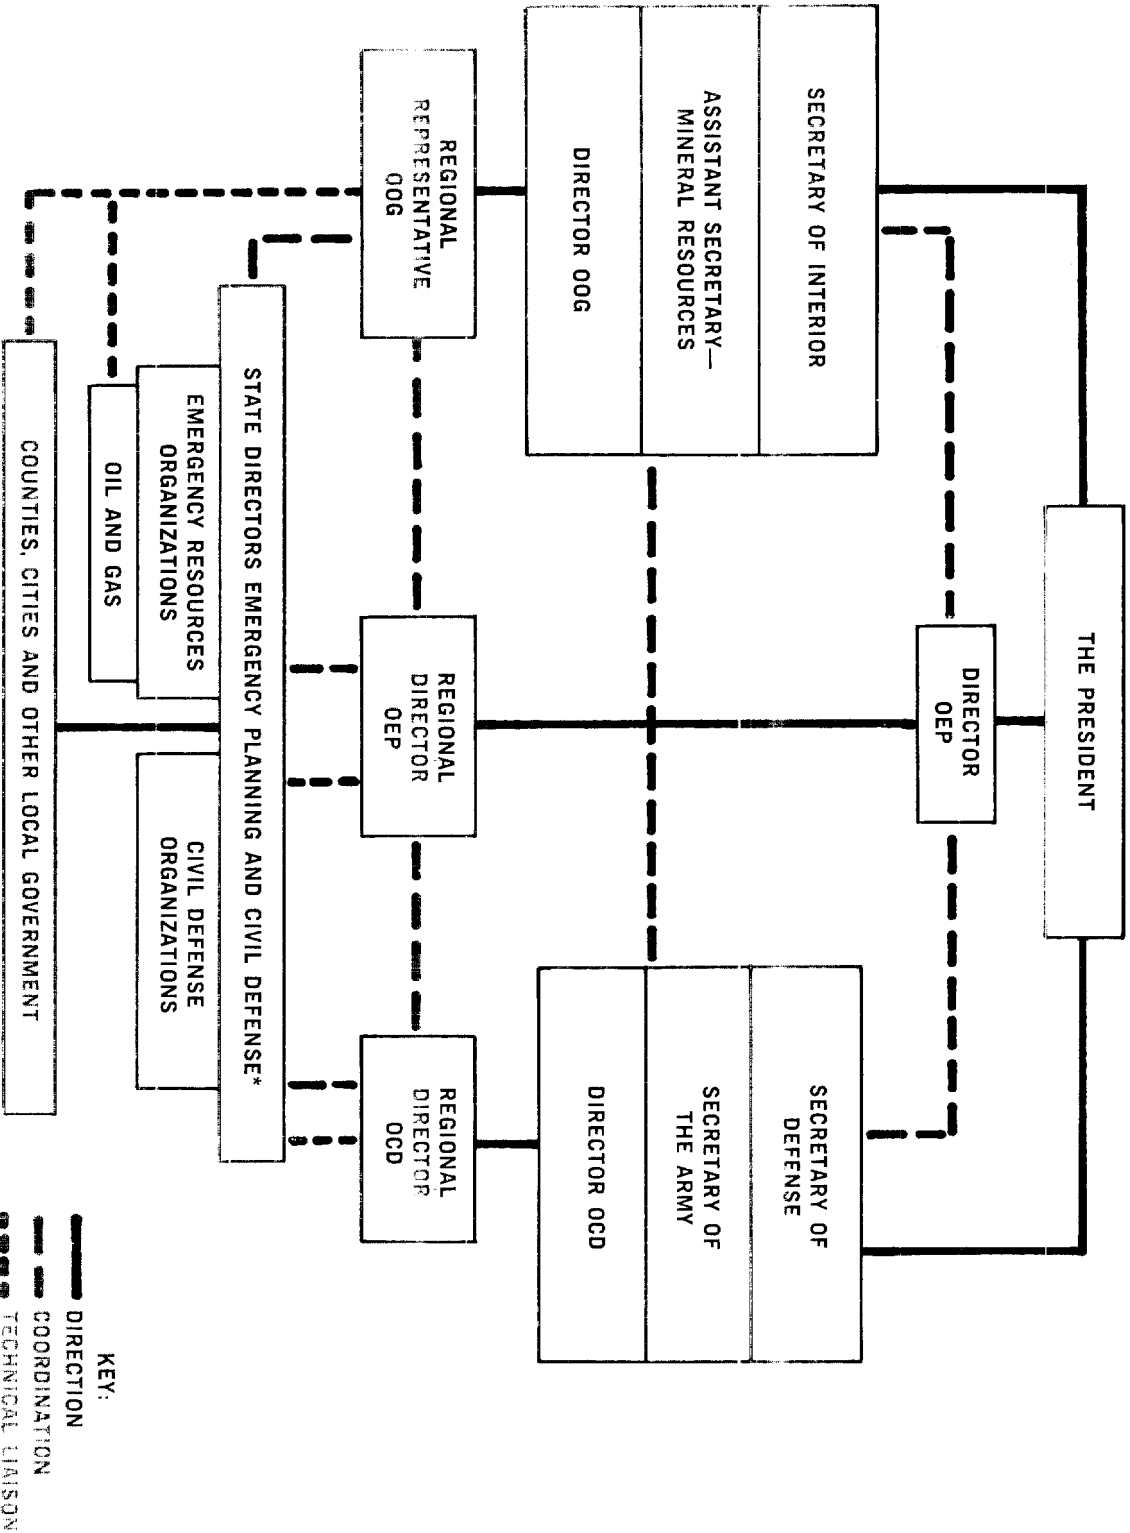 THE PRESIDENT
DIRECTOR
OEP
SECRETARY OF INTERIOR
ASSISTANT SECRETARY—
MINERAL RESOURCES
DIRECTOR OOG
SECRETARY OF
DEFENSE
SECRETARY OF
THE ARMY
DIRECTOR OCD
REGIONAL
REPRESENTATIVE
OOG
REGIONAL
DIRECTOR
OEP
REGIONAL
DIRECTOR
OCD
STATE DIRECTORS EMERGENCY PLANNING AND CIVIL DEFENSE*
EMERGENCY RESOURCES
ORGANIZATIONS
OIL AND GAS
CIVIL DEFENSE
ORGANIZATIONS
COUNTIES, CITIES AND OTHER LOCAL GOVERNMENT
KEY:
DIRECTION
COORDINATION
TECHNICAL LIAISON